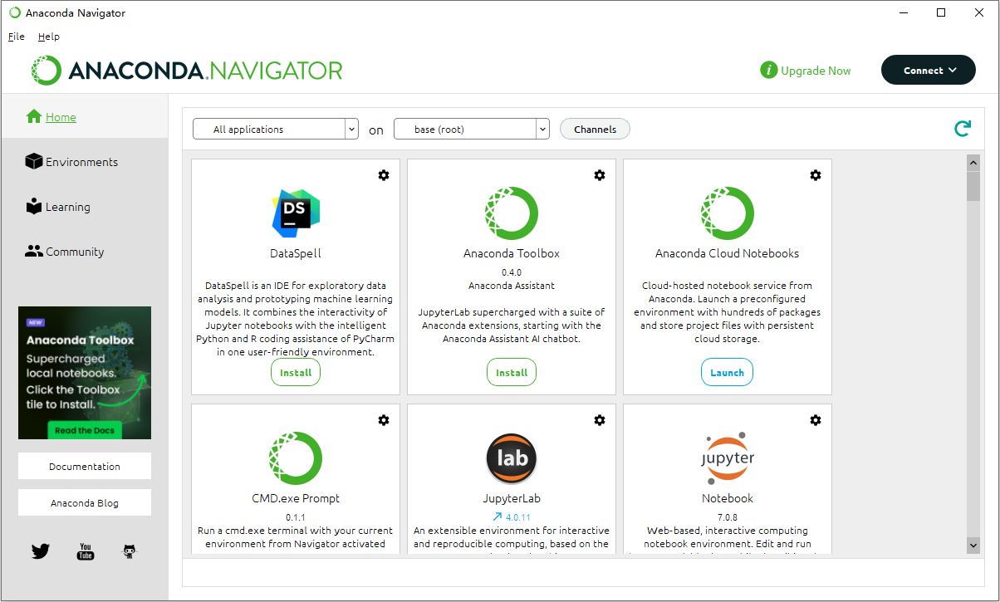 Anaconda Navigator
File Help
ANACONDA.NAVIGATOR
i Upgrade Now
Connect
Home
Environments
Learning
Community
NEW
Anaconda Toolbox
Supercharged
local notebooks.
Click the Toolbox
tile to Install.
Read the Docs
Documentation
Anaconda Blog
You
Tube
All applications on base (root) Channels
DS
DataSpell
DataSpell is an IDE for exploratory data
analysis and prototyping machine learning
models. It combines the interactivity of
Jupyter notebooks with the intelligent
Python and R coding assistance of PyCharm
in one user-friendly environment.
Install
Anaconda Toolbox
0.4.0
Anaconda Assistant
JupyterLab supercharged with a suite of
Anaconda extensions, starting with the
Anaconda Assistant AI chatbot.
Install
Anaconda Cloud Notebooks
Cloud-hosted notebook service from
Anaconda. Launch a preconfigured
environment with hundreds of packages
and store project files with persistent
cloud storage.
Launch
CMD.exe Prompt
0.1.1
Run a cmd.exe terminal with your current
environment from Navigator activated
lab
JupyterLab
4.0.11
An extensible environment for interactive
and reproducible computing, based on the
jupyter
Notebook
7.0.8
Web-based, interactive computing
notebook environment. Edit and run